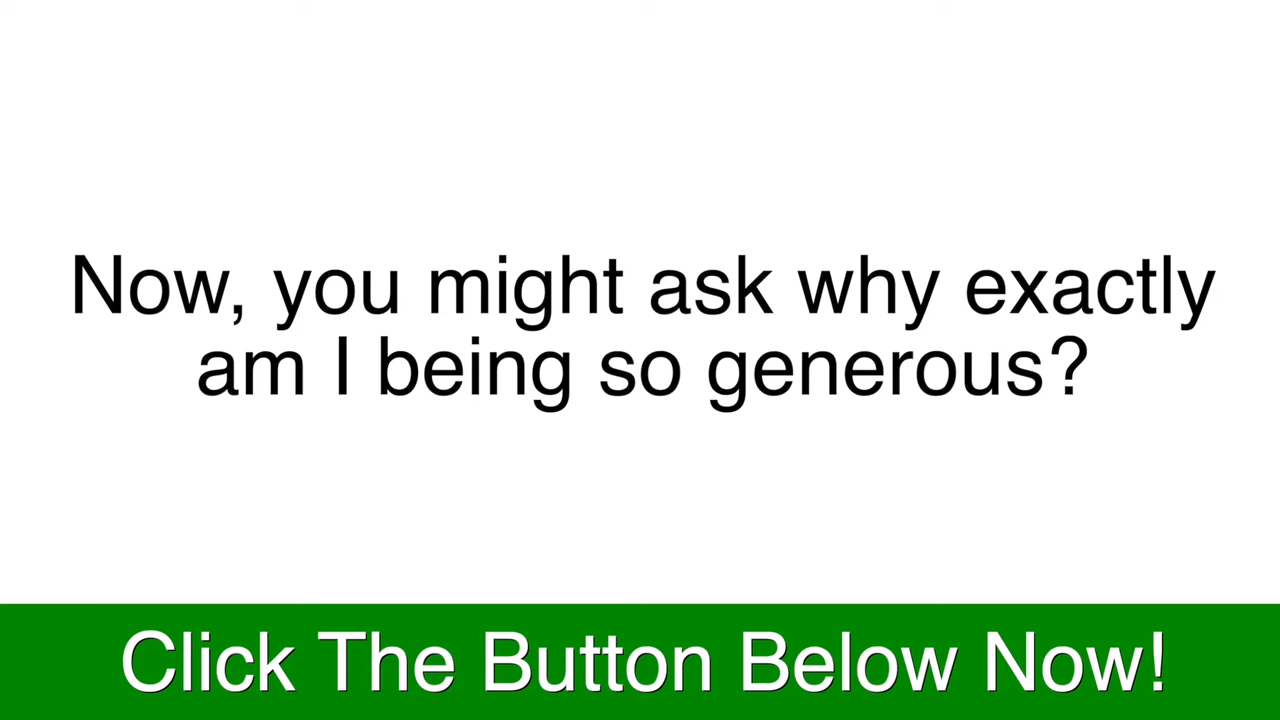 Now, you might ask why exactly
am I being so generous?
Click The Button Below Now!